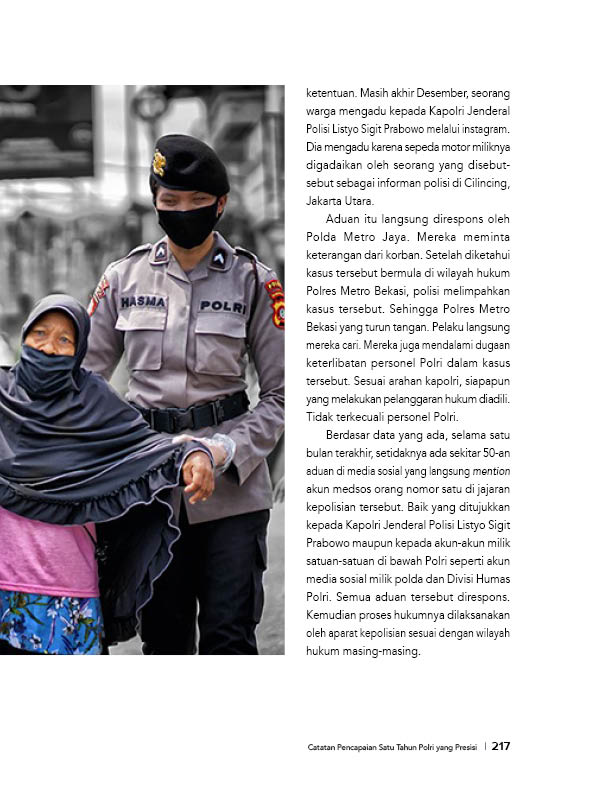 HASMA
POLRI
ketentuan. Masih akhir Desember, seorang
warga mengadu kepada Kapolri Jenderal
Polisi Listyo Sigit Prabowo melalui instagram.
Dia mengadu karena sepeda motor miliknya
digadaikan oleh seorang yang disebut-
sebut sebagai informan polisi di Cilincing,
Jakarta Utara.
Aduan itu langsung direspons oleh
Polda Metro Jaya. Mereka meminta
keterangan dari korban. Setelah diketahui
kasus tersebut bermula di wilayah hukum
Polres Metro Bekasi, polisi melimpahkan
kasus tersebut. Sehingga Polres Metro
Bekasi yang turun tangan. Pelaku langsung
mereka cari. Mereka juga mendalami dugaan
keterlibatan personel Polri dalam kasus
tersebut. Sesuai arahan kapolri, siapapun
yang melakukan pelanggaran hukum diadili.
Tidak terkecuali personel Polri.
Berdasar data yang ada, selama satu
bulan terakhir, setidaknya ada sekitar 50-an
aduan di media sosial yang langsung mention
akun medsos orang nomor satu di jajaran
kepolisian tersebut. Baik yang ditujukkan
kepada Kapolri Jenderal Polisi Listyo Sigit
Prabowo maupun kepada akun-akun milik
satuan-satuan di bawah Polri seperti akun
media sosial milik polda dan Divisi Humas
Polri. Semua aduan tersebut direspons.
Kemudian proses hukumnya dilaksanakan
oleh aparat kepolisian sesuai dengan wilayah
hukum masing-masing.
Catatan Pencapaian Satu Tahun Polri yang Presisi | 217